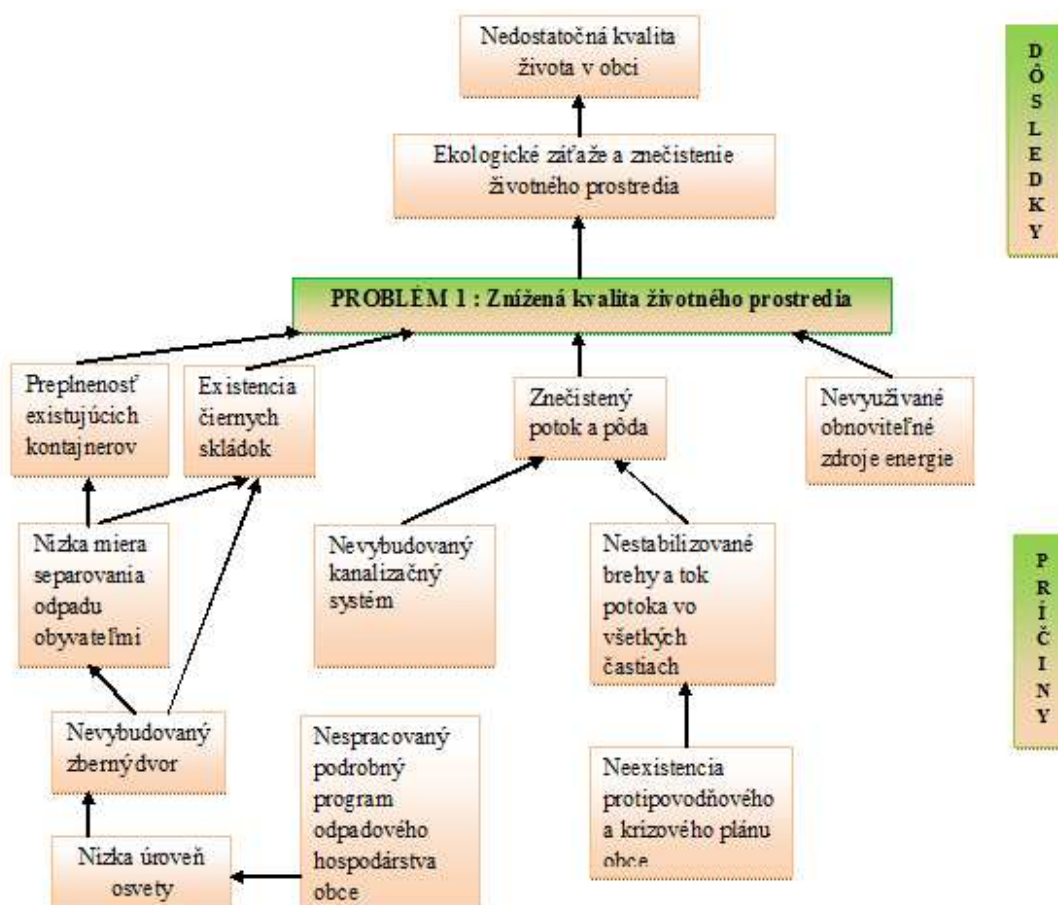 Nedostatočná kvalita
života v obci
Ekologické záťaže a znečistenie
životného prostredia
DÔSLEDKY
PROBLÉM 1 : Znížená kvalita životného prostredia
Preplnenosť
existujúcich
kontajnerov
Existencia
čiernych
skládok
Znečistený
potok a pôda
Nevyužívané
obnoviteľné
zdroje energie
Nízka miera
separovania
odpadu
obyvateľmi
Nevybudovaný
kanalizačný
systém
Nestabilizované
brehy a tok
potoka vo
všetkých
častiach
PRÍČINY
Nevybudovaný
zberný dvor
Nespracovaný
podrobný
program
odpadového
hospodárstva
obce
Neexistencia
protipovodňového
a krízového plánu
obce
Nízka úroveň
osvety